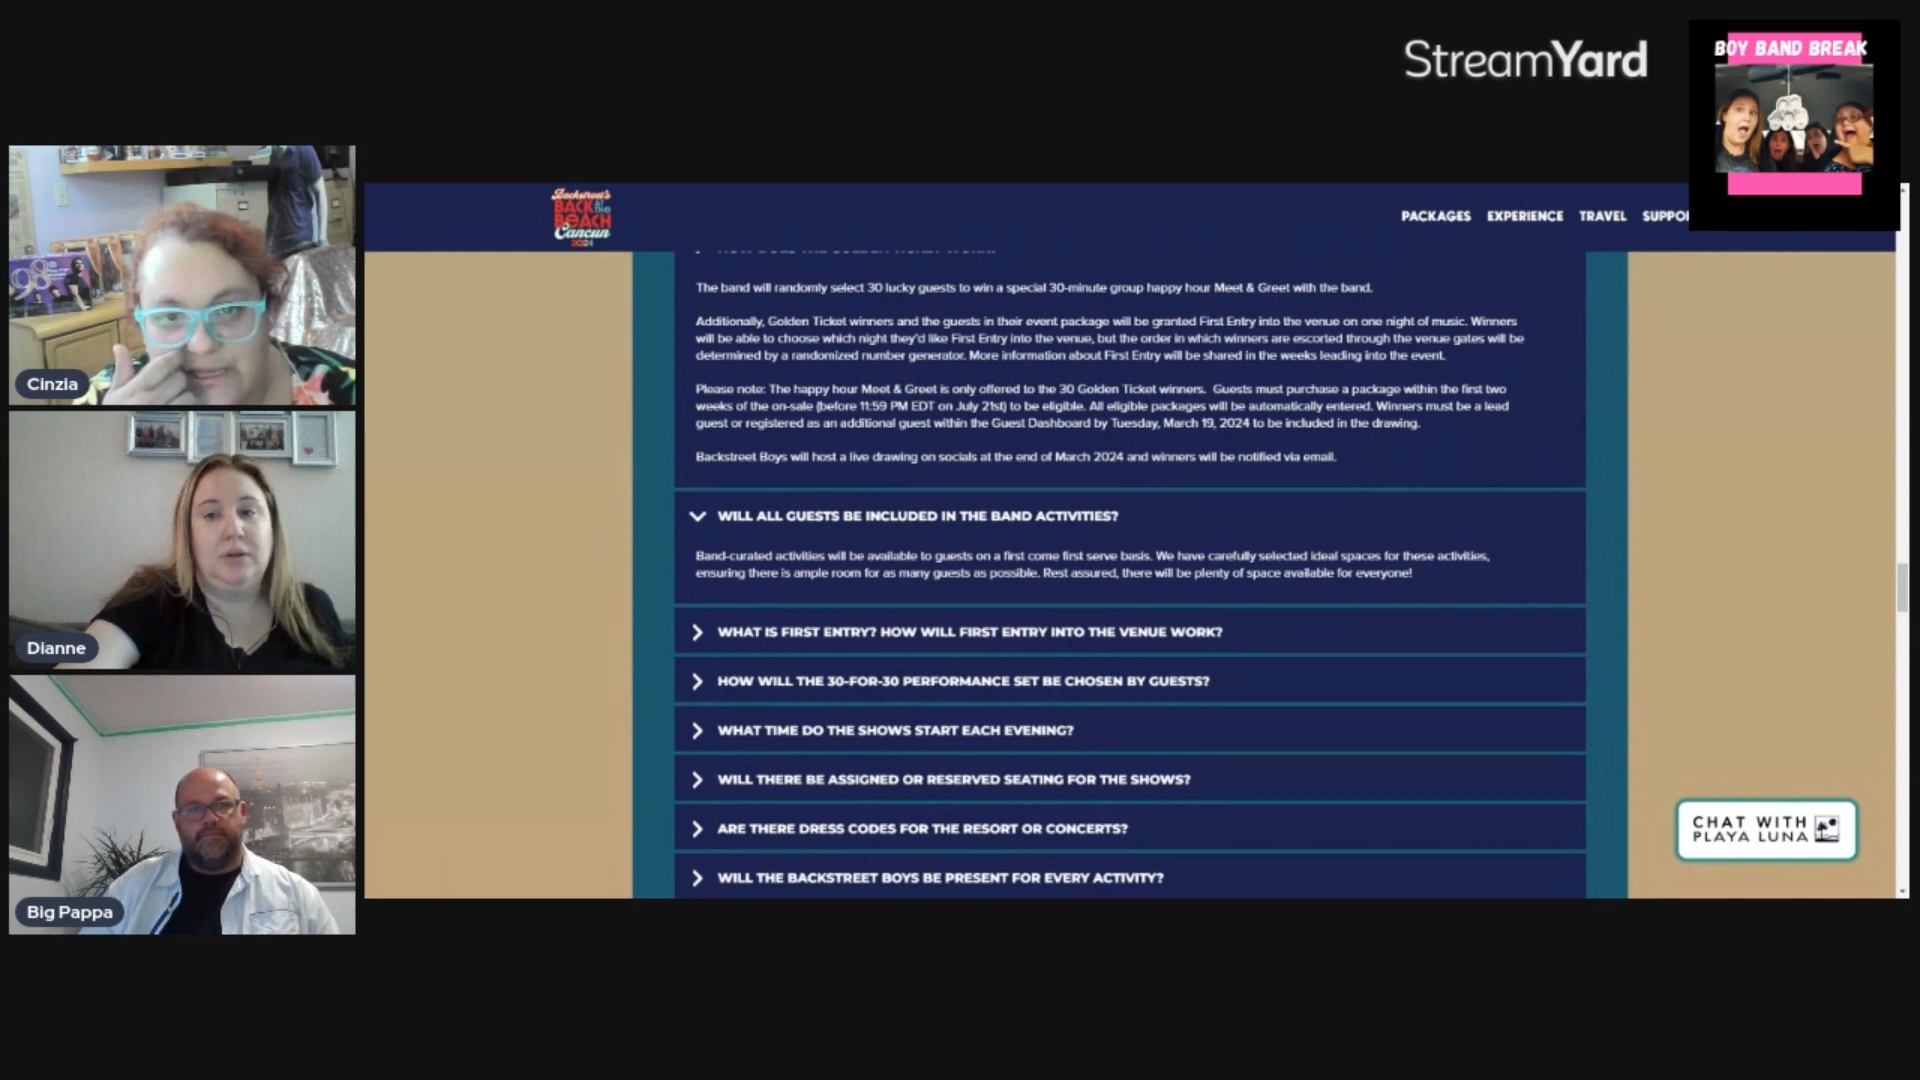 StreamYard
BOY BAND BREAK
Backstreet's
BACK AT THE
BEACH
Cancun
2024
PACKAGES EXPERIENCE TRAVEL SUPPO
The band will randomly select 30 lucky guests to win a special 30-minute group happy hour Meet & Greet with the band.
Additionally, Golden Ticket winners and the guests in their event package will be granted First Entry into the venue on one night of music. Winners
will be able to choose which night they'd like First Entry into the venue, but the order in which winners are escorted through the venue gates will be
determined by a randomized number generator. More information about First Entry will be shared in the weeks leading into the event.
Please note: The happy hour Meet & Greet is only offered to the 30 Golden Ticket winners. Guests must purchase a package within the first two
weeks of the on-sale (before 11:59 PM EDT on July 21st) to be eligible. All eligible packages will be automatically entered. Winners must be a lead
guest or registered as an additional guest within the Guest Dashboard by Tuesday, March 19, 2024 to be included in the drawing.
Backstreet Boys will host a live drawing on socials at the end of March 2024 and winners will be notified via email.
WILL ALL GUESTS BE INCLUDED IN THE BAND ACTIVITIES?
Band-curated activities will be available to guests on a first come first serve basis. We have carefully selected ideal spaces for these activities,
ensuring there is ample room for as many guests as possible. Rest assured, there will be plenty of space available for everyone!
WHAT IS FIRST ENTRY? HOW WILL FIRST ENTRY INTO THE VENUE WORK?
HOW WILL THE 30-FOR-30 PERFORMANCE SET BE CHOSEN BY GUESTS?
WHAT TIME DO THE SHOWS START EACH EVENING?
WILL THERE BE ASSIGNED OR RESERVED SEATING FOR THE SHOWS?
ARE THERE DRESS CODES FOR THE RESORT OR CONCERTS?
WILL THE BACKSTREET BOYS BE PRESENT FOR EVERY ACTIVITY?
CHAT WITH
PLAYA LUNA
98
Cinzia
Dianne
Big Pappa